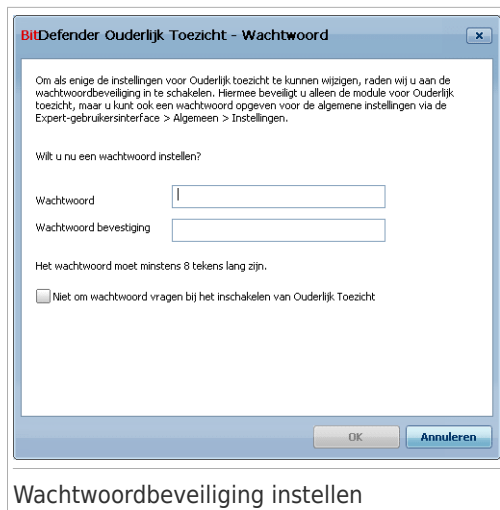 BitDefender Ouderlijk Toezicht - Wachtwoord
Om als enige de instellingen voor Ouderlijk toezicht te kunnen wijzigen, raden wij u aan de
wachtwoordbeveiliging in te schakelen. Hiermee beveiligt u alleen de module voor Ouderlijk
toezicht, maar u kunt ook een wachtwoord opgeven voor de algemene instellingen via de
Expert-gebruikersinterface > Algemeen > Instellingen.
Wilt u nu een wachtwoord instellen?
Wachtwoord
Wachtwoord bevestiging
Het wachtwoord moet minstens 8 tekens lang zijn.
Niet om wachtwoord vragen bij het inschakelen van Ouderlijk Toezicht
OK
Annuleren
Wachtwoordbeveiliging instellen